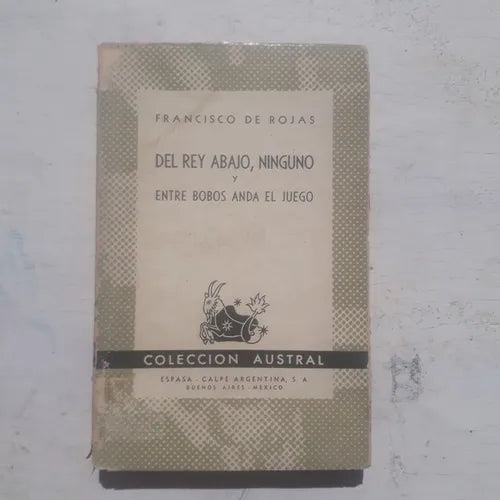 FRANCISCO DE ROJAS
DEL REY ABAJO, NINGUNO
Y
ENTRE BOBOS ANDA EL JUEGO
COLECCION AUSTRAL
ESPASA - CALPE ARGENTINA, S. A.
BUENOS AIRES - MEXICO